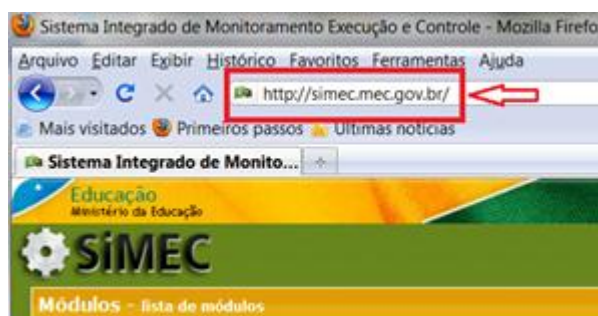 Sistema Integrado de Monitoramento Execução e Controle - Mozilla Firefo
Arquivo Editar Exibir Histórico Favoritos Ferramentas Ajuda
http://simec.mec.gov.br/
Mais visitados Primeiros passos Últimas notícias
Sistema Integrado de Monito...
Educação
Ministério da Educação
SiMEC
Módulos - lista de módulos